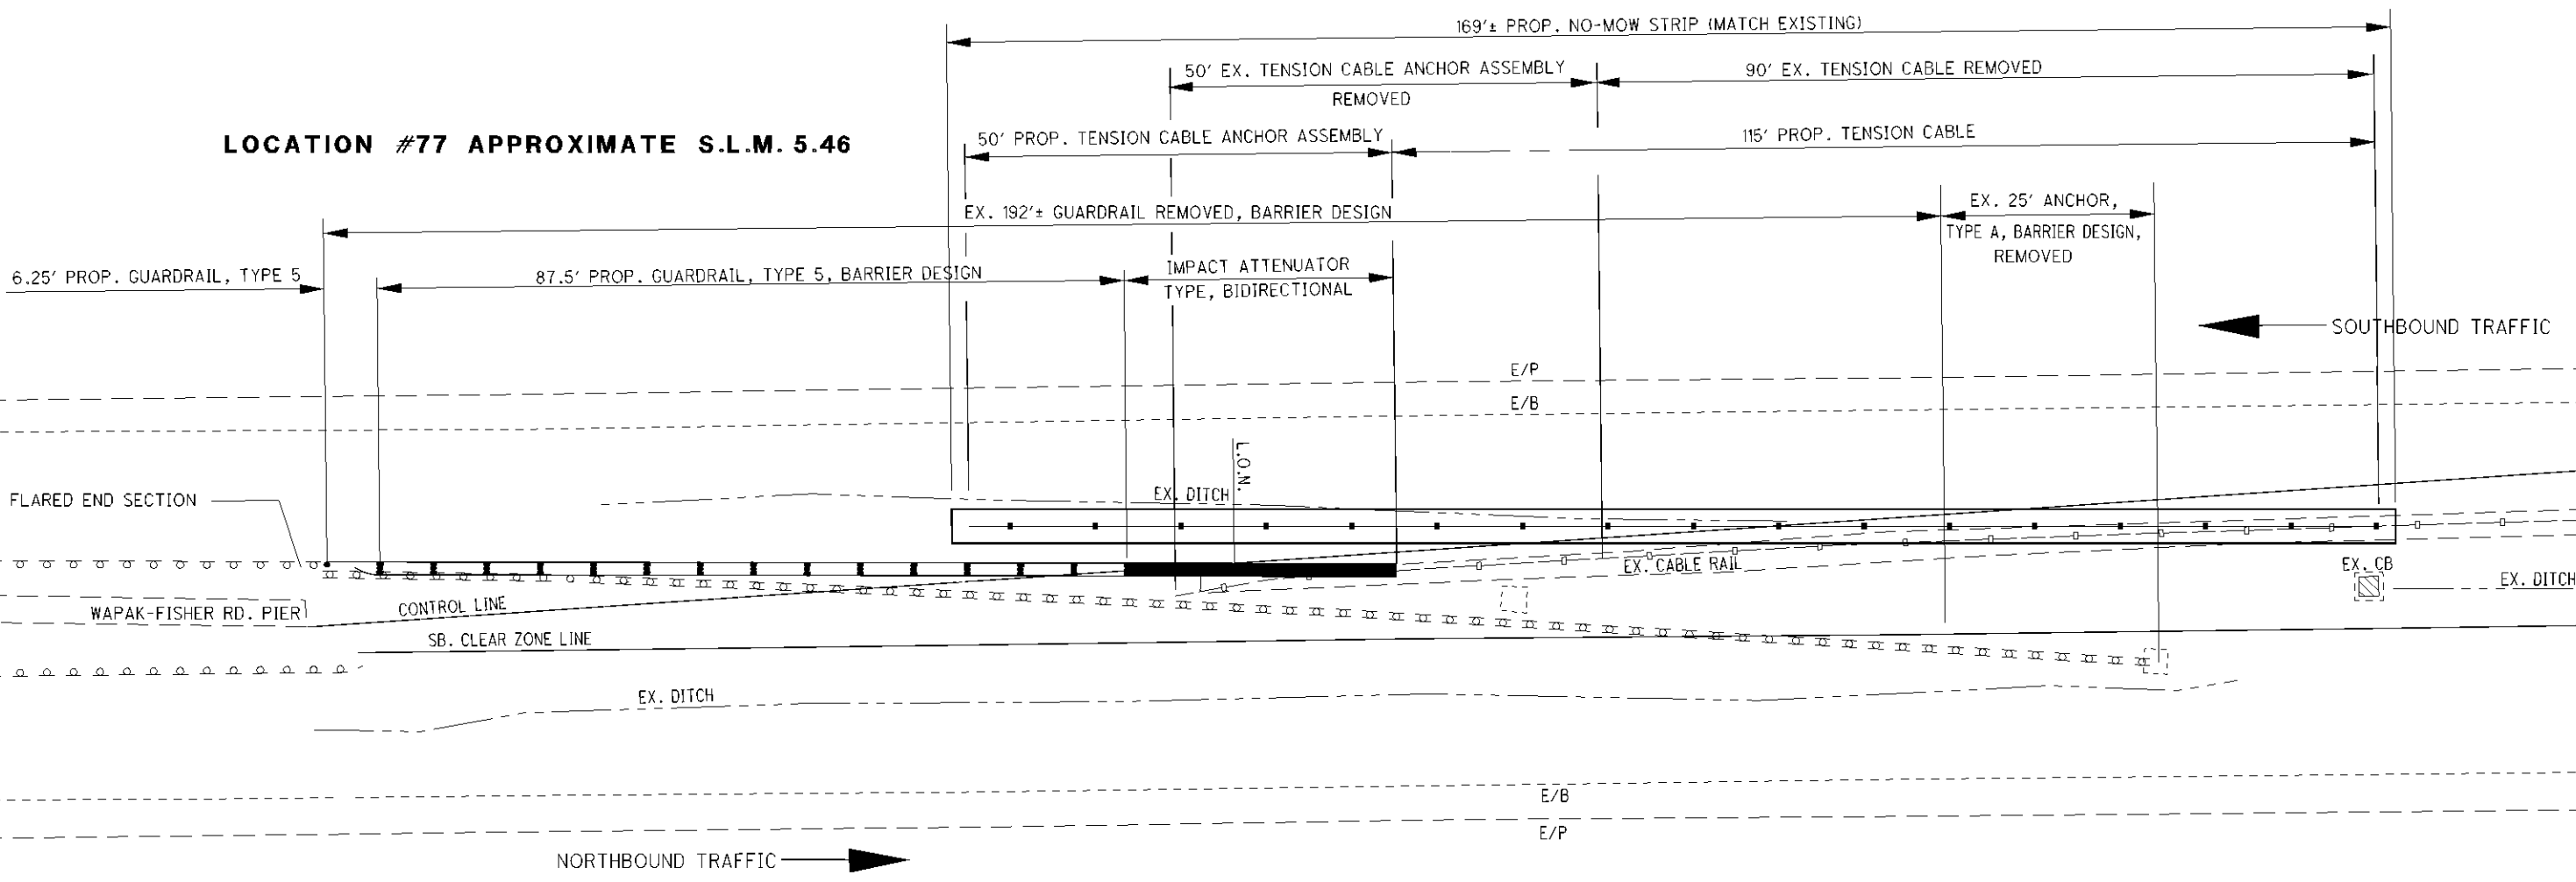 169'± PROP. NO-MOW STRIP (MATCH EXISTING)
50' EX. TENSION CABLE ANCHOR ASSEMBLY
REMOVED
90' EX. TENSION CABLE REMOVED
LOCATION #77 APPROXIMATE S.L.M. 5.46
50' PROP. TENSION CABLE ANCHOR ASSEMBLY
115' PROP. TENSION CABLE
EX. 192'± GUARDRAIL REMOVED, BARRIER DESIGN
EX. 25' ANCHOR,
TYPE A, BARRIER DESIGN,
REMOVED
6.25' PROP. GUARDRAIL, TYPE 5
87.5' PROP. GUARDRAIL, TYPE 5, BARRIER DESIGN
IMPACT ATTENUATOR
TYPE, BIDIRECTIONAL
SOUTHBOUND TRAFFIC
E/P
E/B
L.O.N.
FLARED END SECTION
EX. DITCH
EX. CABLE RAIL
EX. CB
EX. DITCH
WAPAK-FISHER RD. PIER
CONTROL LINE
SB. CLEAR ZONE LINE
EX. DITCH
E/B
E/P
NORTHBOUND TRAFFIC